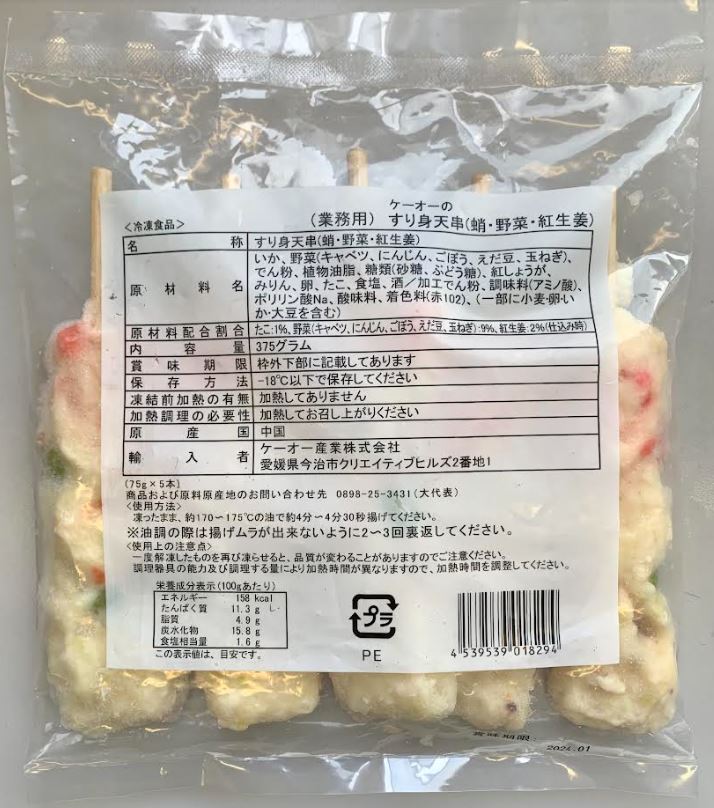 <冷凍食品>
ケーオーの
(業務用) すり身天串(蛸・野菜・紅生姜)
名称 すり身天串(蛸・野菜・紅生姜)
原材料名 いか、野菜(キャベツ、にんじん、ごぼう、えだ豆、玉ねぎ)、
でん粉、植物油脂、糖類(砂糖、ぶどう糖)、紅しょうが、
みりん、卵、たこ、食塩、酒/加工でん粉、調味料(アミノ酸)、
ポリリン酸Na、酸味料、着色料(赤102)、(一部に小麦・卵・い
か・大豆を含む)
原材料配合割合 たこ:1%、野菜(キャベツ、にんじん、ごぼう、えだ豆、玉ねぎ):9%、紅生姜:2%(仕込み時)
内容量 375グラム
賞味期限 枠外下部に記載してあります
保存方法 -18℃以下で保存してください
凍結前加熱の有無 加熱してありません
加熱調理の必要性 加熱してお召し上がりください
原産国 中国
輸入者 ケーオー産業株式会社
愛媛県今治市クリエイティブヒルズ2番地1
(75g×5本)
商品および原料原産地のお問い合わせ先 0898-25-3431(大代表)
<使用方法>
凍ったまま、約170~175℃の油で約4分~4分30秒揚げてください。
※油調の際は揚げムラが出来ないように2~3回裏返してください。
<使用上の注意点>
一度解凍したものを再び凍らせると、品質が変わることがありますのでご注意ください。
調理器具の能力及び調理する量により加熱時間が異なりますので、加熱時間を調整してください。
栄養成分表示(100gあたり)
エネルギー 158 kcal
たんぱく質 11.3 g
脂質 4.9 g
炭水化物 15.8 g
食塩相当量 1.6 g
この表示値は、目安です。
プラ
PE
4 539539 018294
賞味期限
2024.01